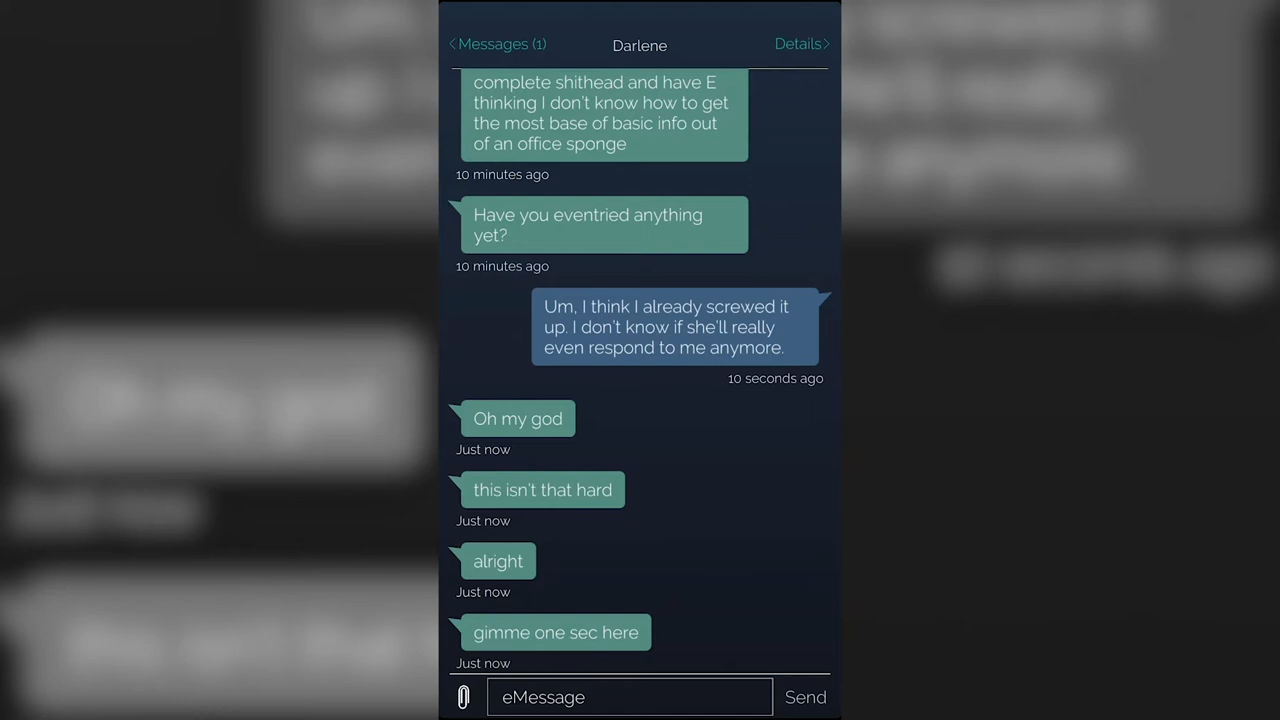 Messages (1)
Darlene
Details
complete shithead and have E
thinking I don't know how to get
the most base of basic info out
of an office sponge
10 minutes ago
Have you eventried anything
yet?
10 minutes ago
Um, I think I already screwed it
up. I don't know if she'll really
even respond to me anymore.
10 seconds ago
Oh my god
Just now
this isn't that hard
Just now
alright
Just now
gimme one sec here
Just now
eMessage
Send